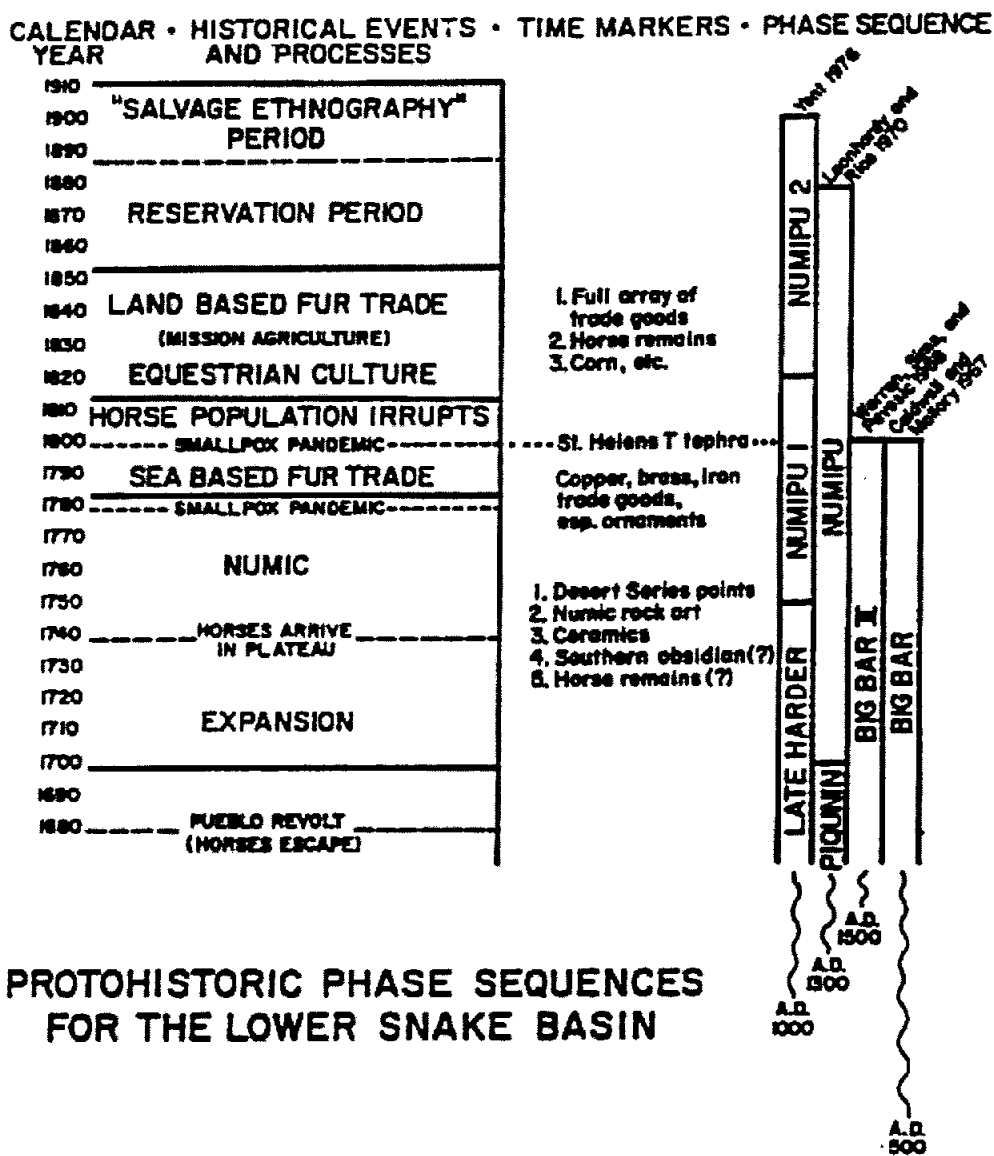 CALENDAR • HISTORICAL EVENTS • TIME MARKERS • PHASE SEQUENCE
YEAR AND PROCESSES
1910
1900
1890
1880
1870
1860
1850
1840
1830
1820
1810
1800
1790
1780
1770
1760
1750
1740
1730
1720
1710
1700
1690
1680
"SALVAGE ETHNOGRAPHY"
PERIOD
RESERVATION PERIOD
LAND BASED FUR TRADE
(MISSION AGRICULTURE)
EQUESTRIAN CULTURE
HORSE POPULATION IRRUPTS
SMALLPOX PANDEMIC
SEA BASED FUR TRADE
SMALLPOX PANDEMIC
NUMIC
HORSES ARRIVE
IN PLATEAU
EXPANSION
PUEBLO REVOLT
(HORSES ESCAPE)
1. Full array of
trade goods
2. Horse remains
3. Corn, etc.
St. Helens T tephra
Copper, brass, iron
trade goods,
esp. ornaments
1. Desert Series points
2. Numic rock art
3. Ceramics
4. Southern obsidian(?)
5. Horse remains (?)
Yent 1976
NUMIPU 2
NUMIPU 1
LATE HARDER
A.D.
1000
Leonhardy and
Rice 1970
NUMIPU
PIQUNIN
A.D.
1300
Warren, and
BIG BAR II
A.D.
1500
Caldwell and
Mallory 1967
BIG BAR
A.D.
500
PROTOHISTORIC PHASE SEQUENCES
FOR THE LOWER SNAKE BASIN